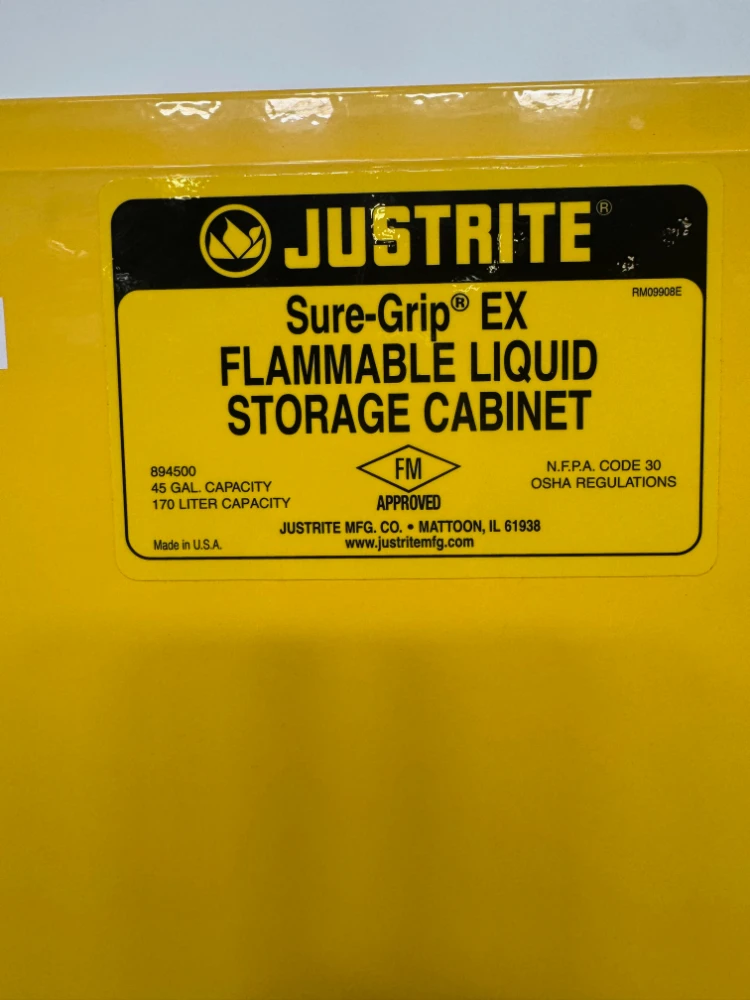 JUSTRITE®
RM09908E
Sure-Grip® EX
FLAMMABLE LIQUID
STORAGE CABINET
894500
45 GAL. CAPACITY
170 LITER CAPACITY
FM
APPROVED
N.F.P.A. CODE 30
OSHA REGULATIONS
JUSTRITE MFG. CO. • MATTOON, IL 61938
www.justritemfg.com
Made in U.S.A.